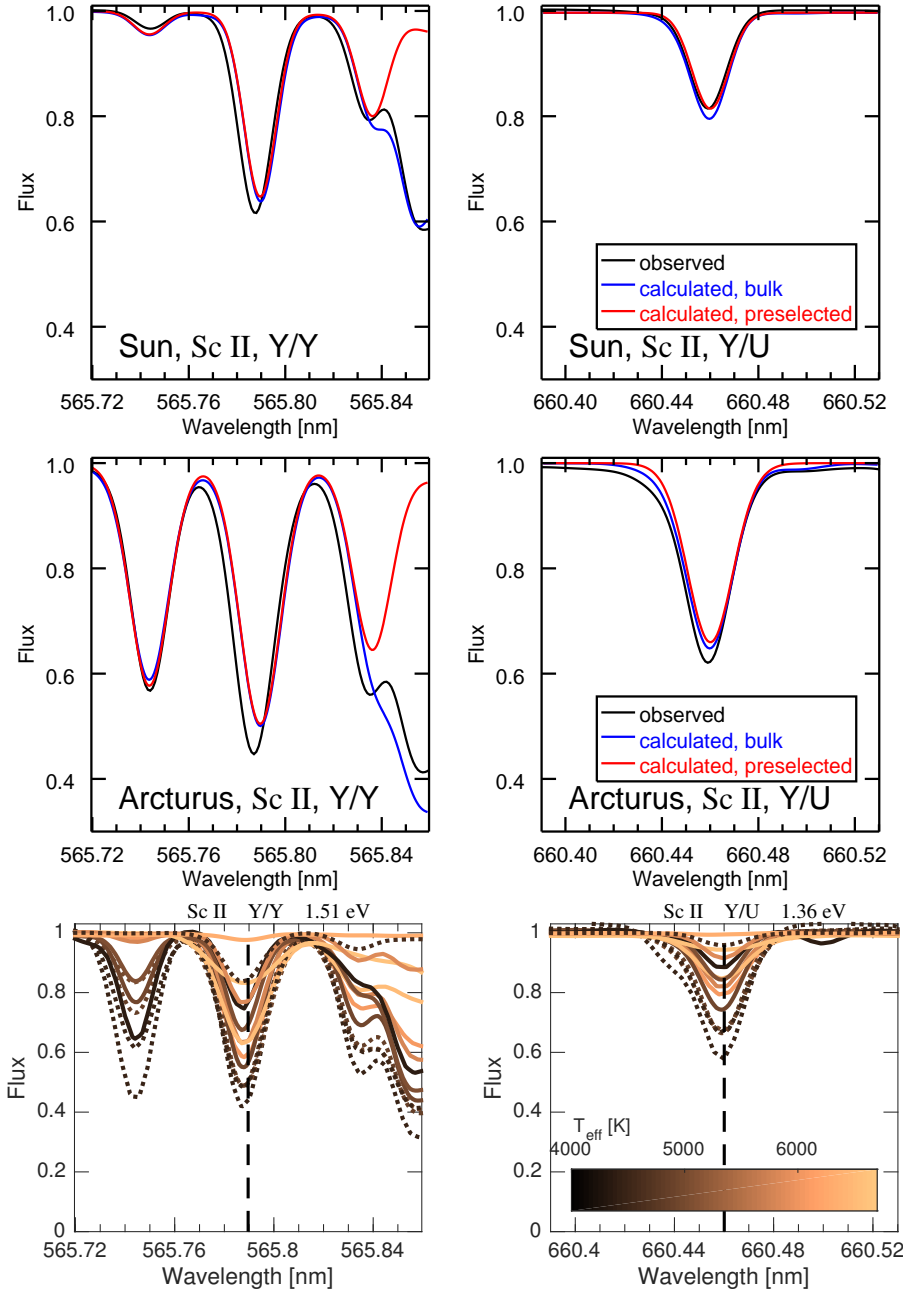 1.0
0.8
0.6
0.4
Flux
Sun, Sc II, Y/Y
565.72 565.76 565.80 565.84
Wavelength [nm]
1.0
0.8
0.6
0.4
Flux
observed
calculated, bulk
calculated, preselected
Sun, Sc II, Y/U
660.40 660.44 660.48 660.52
Wavelength [nm]
1.0
0.8
0.6
0.4
Flux
Arcturus, Sc II, Y/Y
565.72 565.76 565.80 565.84
Wavelength [nm]
1.0
0.8
0.6
0.4
Flux
observed
calculated, bulk
calculated, preselected
Arcturus, Sc II, Y/U
660.40 660.44 660.48 660.52
Wavelength [nm]
Sc II Y/Y 1.51 eV
1
0.8
0.6
0.4
0.2
0
Flux
565.72 565.76 565.8 565.84
Wavelength [nm]
Sc II Y/U 1.36 eV
1
0.8
0.6
0.4
0.2
0
Flux
T_eff [K]
4000 5000 6000
660.4 660.44 660.48 660.52
Wavelength [nm]